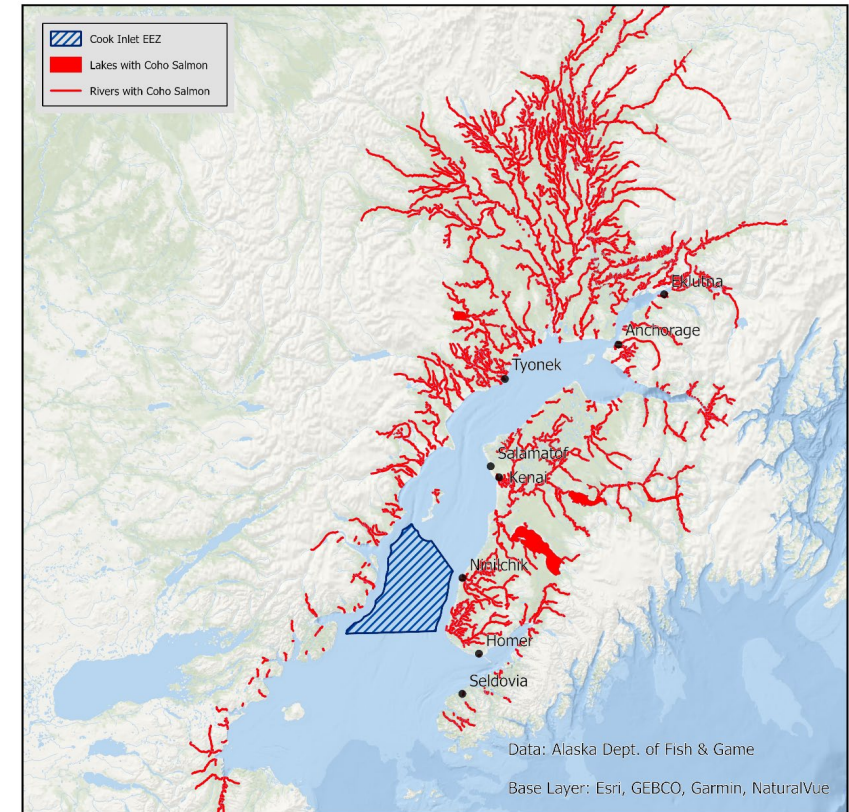 Cook Inlet EEZ
Lakes with Coho Salmon
Rivers with Coho Salmon
Eklutna
Anchorage
Tyonek
Salamatof
Kenai
Ninilchik
Homer
Seldovia
Data: Alaska Dept. of Fish & Game
Base Layer: Esri, GEBCO, Garmin, NaturalVue